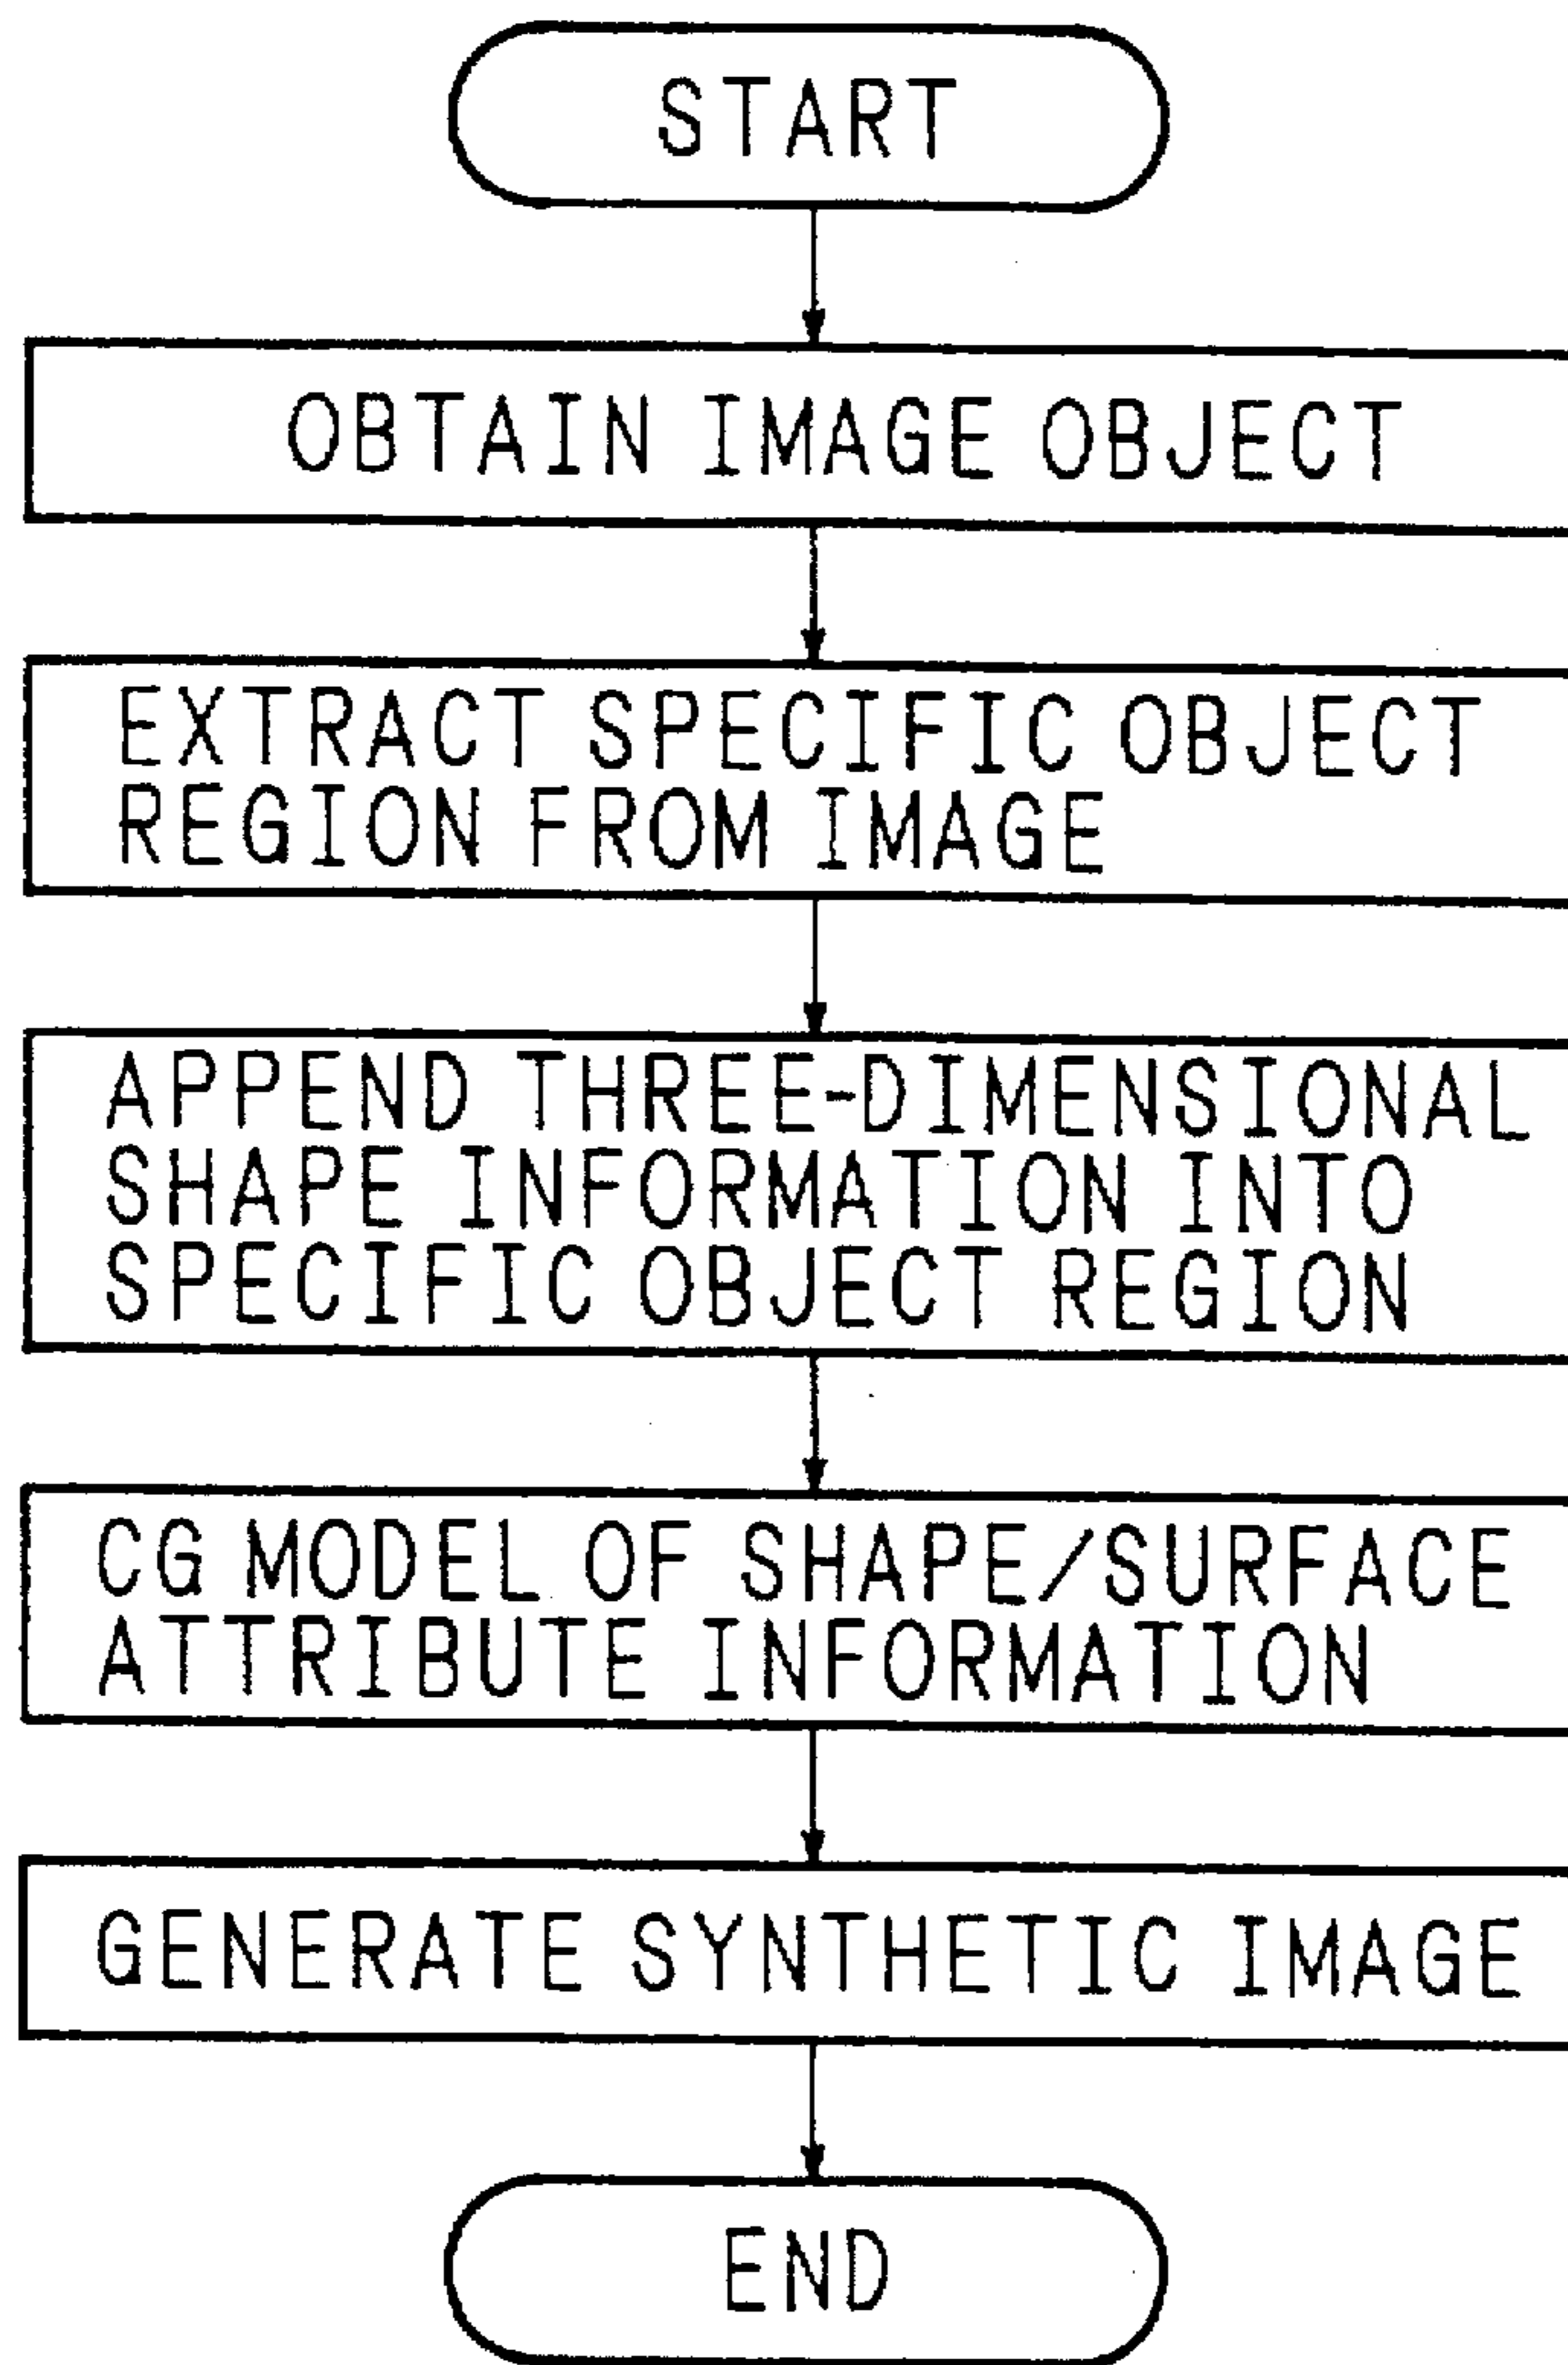 START
OBTAIN IMAGE OBJECT
EXTRACT SPECIFIC OBJECT
REGION FROM IMAGE
APPEND THREE-DIMENSIONAL
SHAPE INFORMATION INTO
SPECIFIC OBJECT REGION
CG MODEL OF SHAPE/SURFACE
ATTRIBUTE INFORMATION
GENERATE SYNTHETIC IMAGE
END